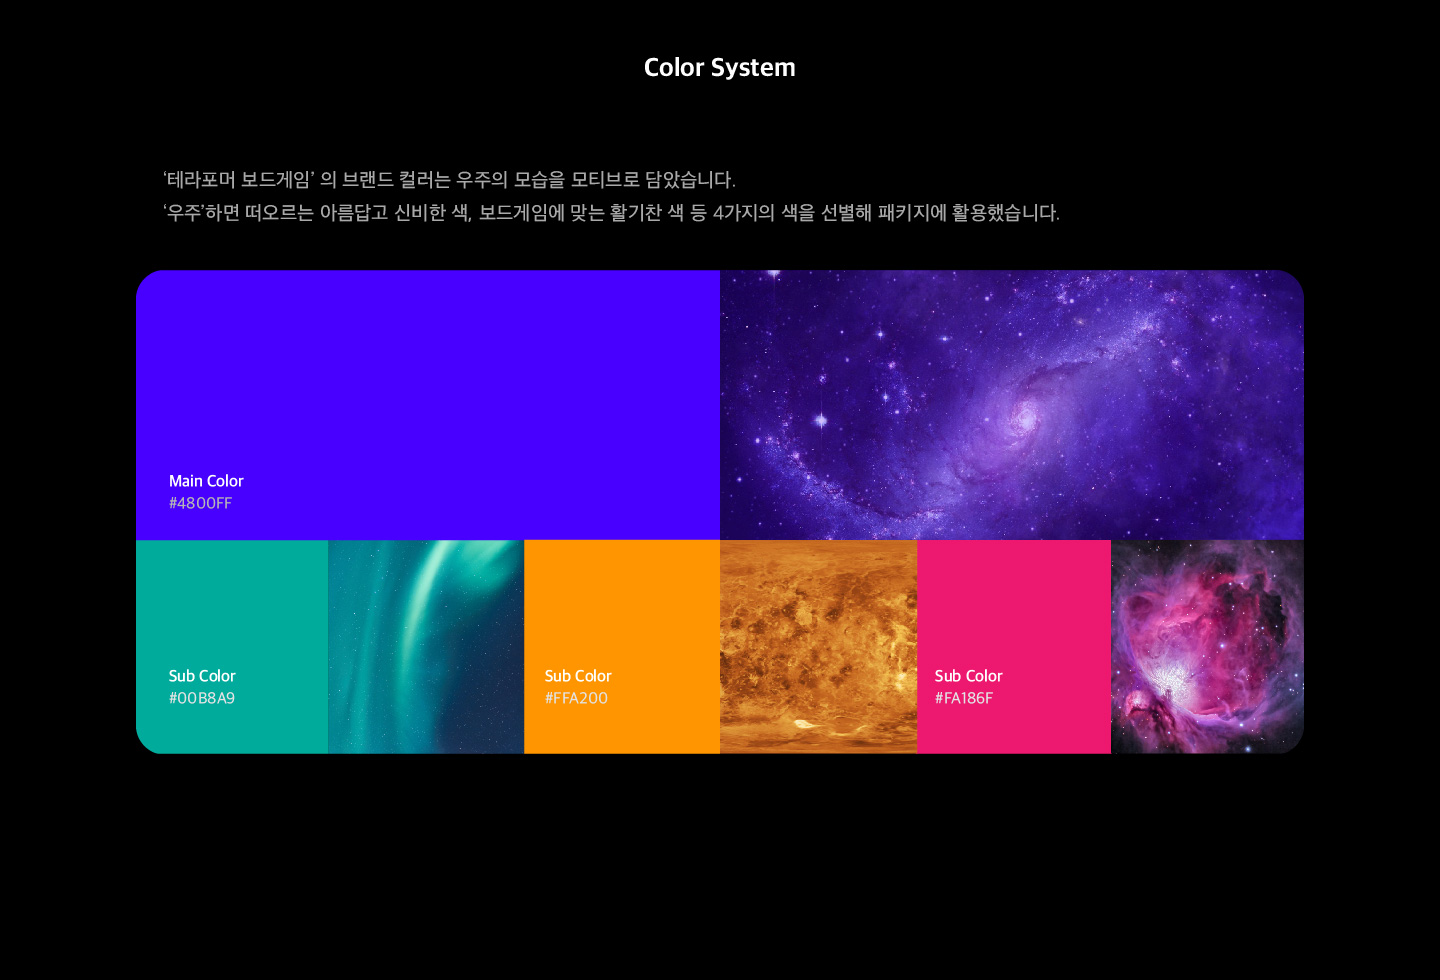 Color System
‘테라포머 보드게임’ 의 브랜드 컬러는 우주의 모습을 모티브로 담았습니다.
‘우주’하면 떠오르는 아름답고 신비한 색, 보드게임에 맞는 활기찬 색 등 4가지의 색을 선별해 패키지에 활용했습니다.
Main Color
#4800FF
Sub Color
#00B8A9
Sub Color
#FFA200
Sub Color
#FA186F